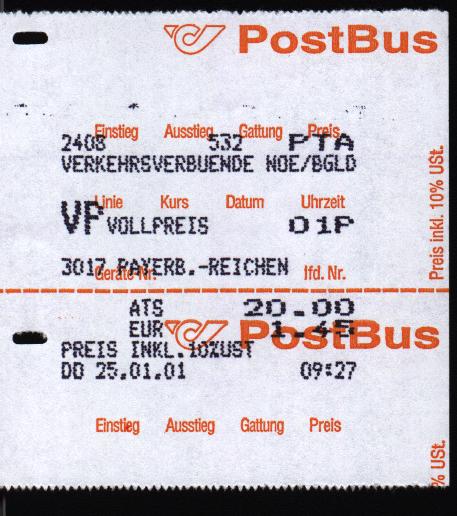 PostBus
Einstieg Ausstieg Gattung Preis
2408 532 PTA
VERKEHRSVERBUENDE NOE/BGLD
Linie Kurs Datum Uhrzeit
VP VOLLPREIS 01P
3017 PAYERB.-REICHEN
Geräte-Nr. lfd. Nr.
Preis inkl. 10% USt.
ATS 20.00
PostBus
EUR 1.45
PREIS INKL.10%UST
DO 25.01.01 09:27
Einstieg Ausstieg Gattung Preis
% USt.